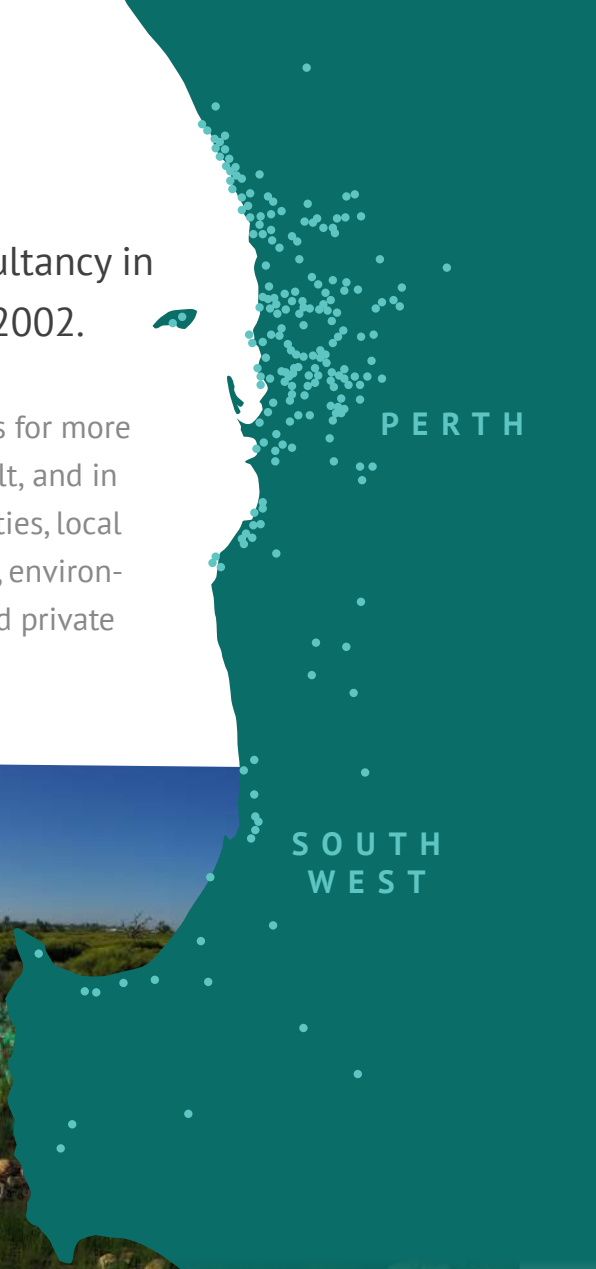 ultancy in
2002.
s for more
lt, and in
PERTH
ties, local
, environ-
d private
SOUTH
WEST